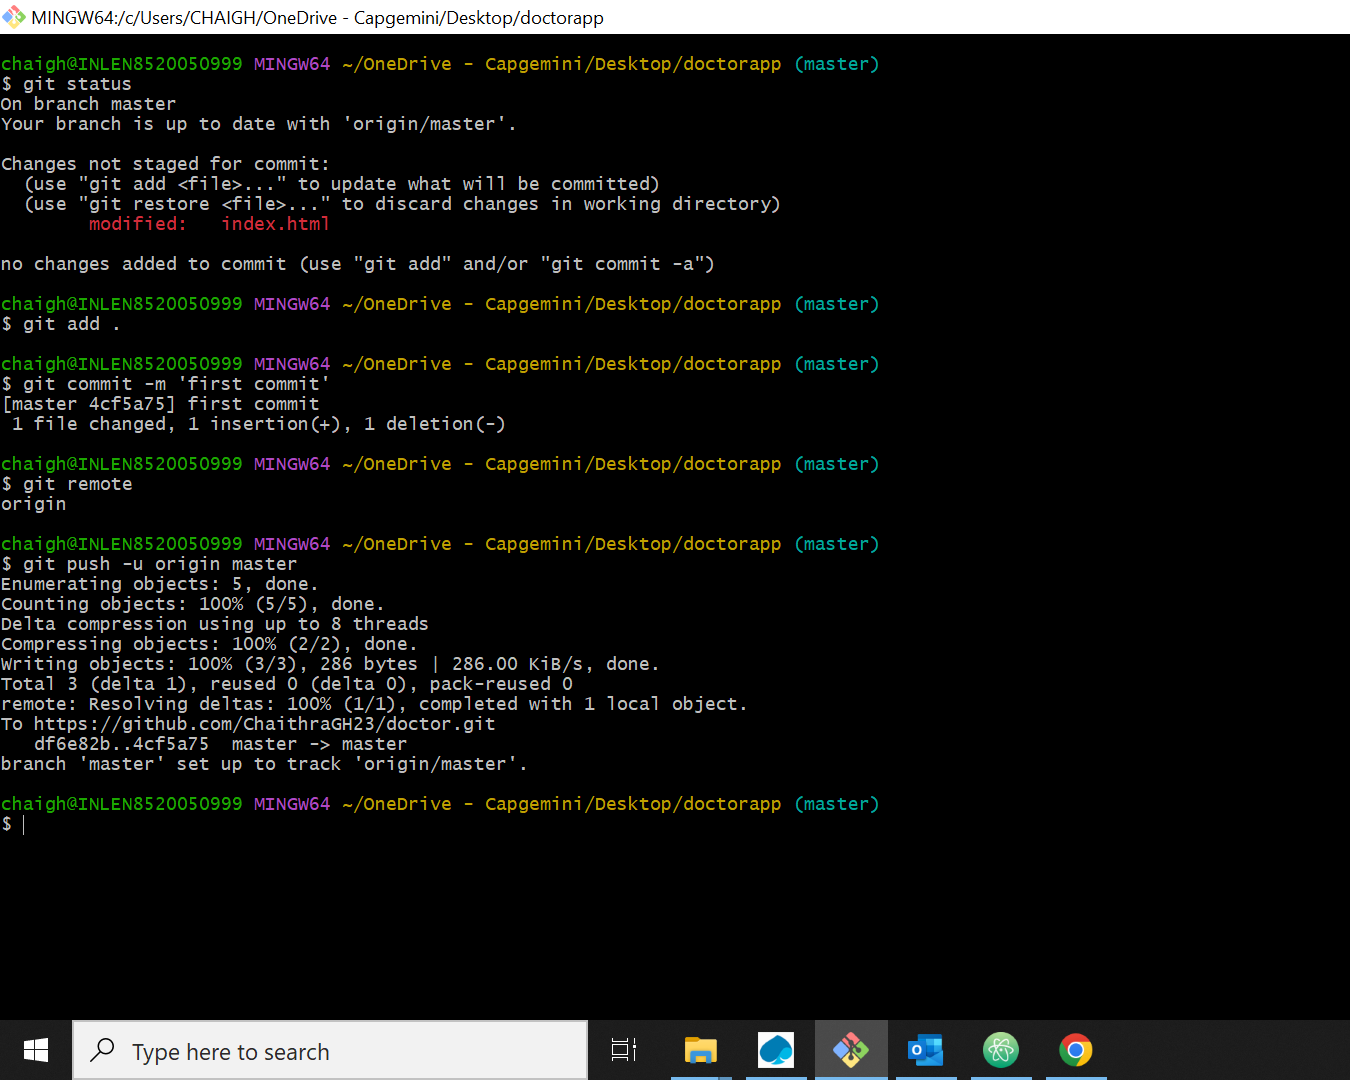 MINGW64:/c/Users/CHAIGH/OneDrive - Capgemini/Desktop/doctorapp
chaigh@INLEN8520050999 MINGW64 ~/OneDrive - Capgemini/Desktop/doctorapp (master)
$ git status
On branch master
Your branch is up to date with 'origin/master'.
Changes not staged for commit:
  (use "git add <file>..." to update what will be committed)
  (use "git restore <file>..." to discard changes in working directory)
        modified:   index.html
no changes added to commit (use "git add" and/or "git commit -a")
chaigh@INLEN8520050999 MINGW64 ~/OneDrive - Capgemini/Desktop/doctorapp (master)
$ git add .
chaigh@INLEN8520050999 MINGW64 ~/OneDrive - Capgemini/Desktop/doctorapp (master)
$ git commit -m 'first commit'
[master 4cf5a75] first commit
 1 file changed, 1 insertion(+), 1 deletion(-)
chaigh@INLEN8520050999 MINGW64 ~/OneDrive - Capgemini/Desktop/doctorapp (master)
$ git remote
origin
chaigh@INLEN8520050999 MINGW64 ~/OneDrive - Capgemini/Desktop/doctorapp (master)
$ git push -u origin master
Enumerating objects: 5, done.
Counting objects: 100% (5/5), done.
Delta compression using up to 8 threads
Compressing objects: 100% (2/2), done.
Writing objects: 100% (3/3), 286 bytes | 286.00 KiB/s, done.
Total 3 (delta 1), reused 0 (delta 0), pack-reused 0
remote: Resolving deltas: 100% (1/1), completed with 1 local object.
To https://github.com/ChaithraGH23/doctor.git
   df6e82b..4cf5a75  master -> master
branch 'master' set up to track 'origin/master'.
chaigh@INLEN8520050999 MINGW64 ~/OneDrive - Capgemini/Desktop/doctorapp (master)
$
Type here to search